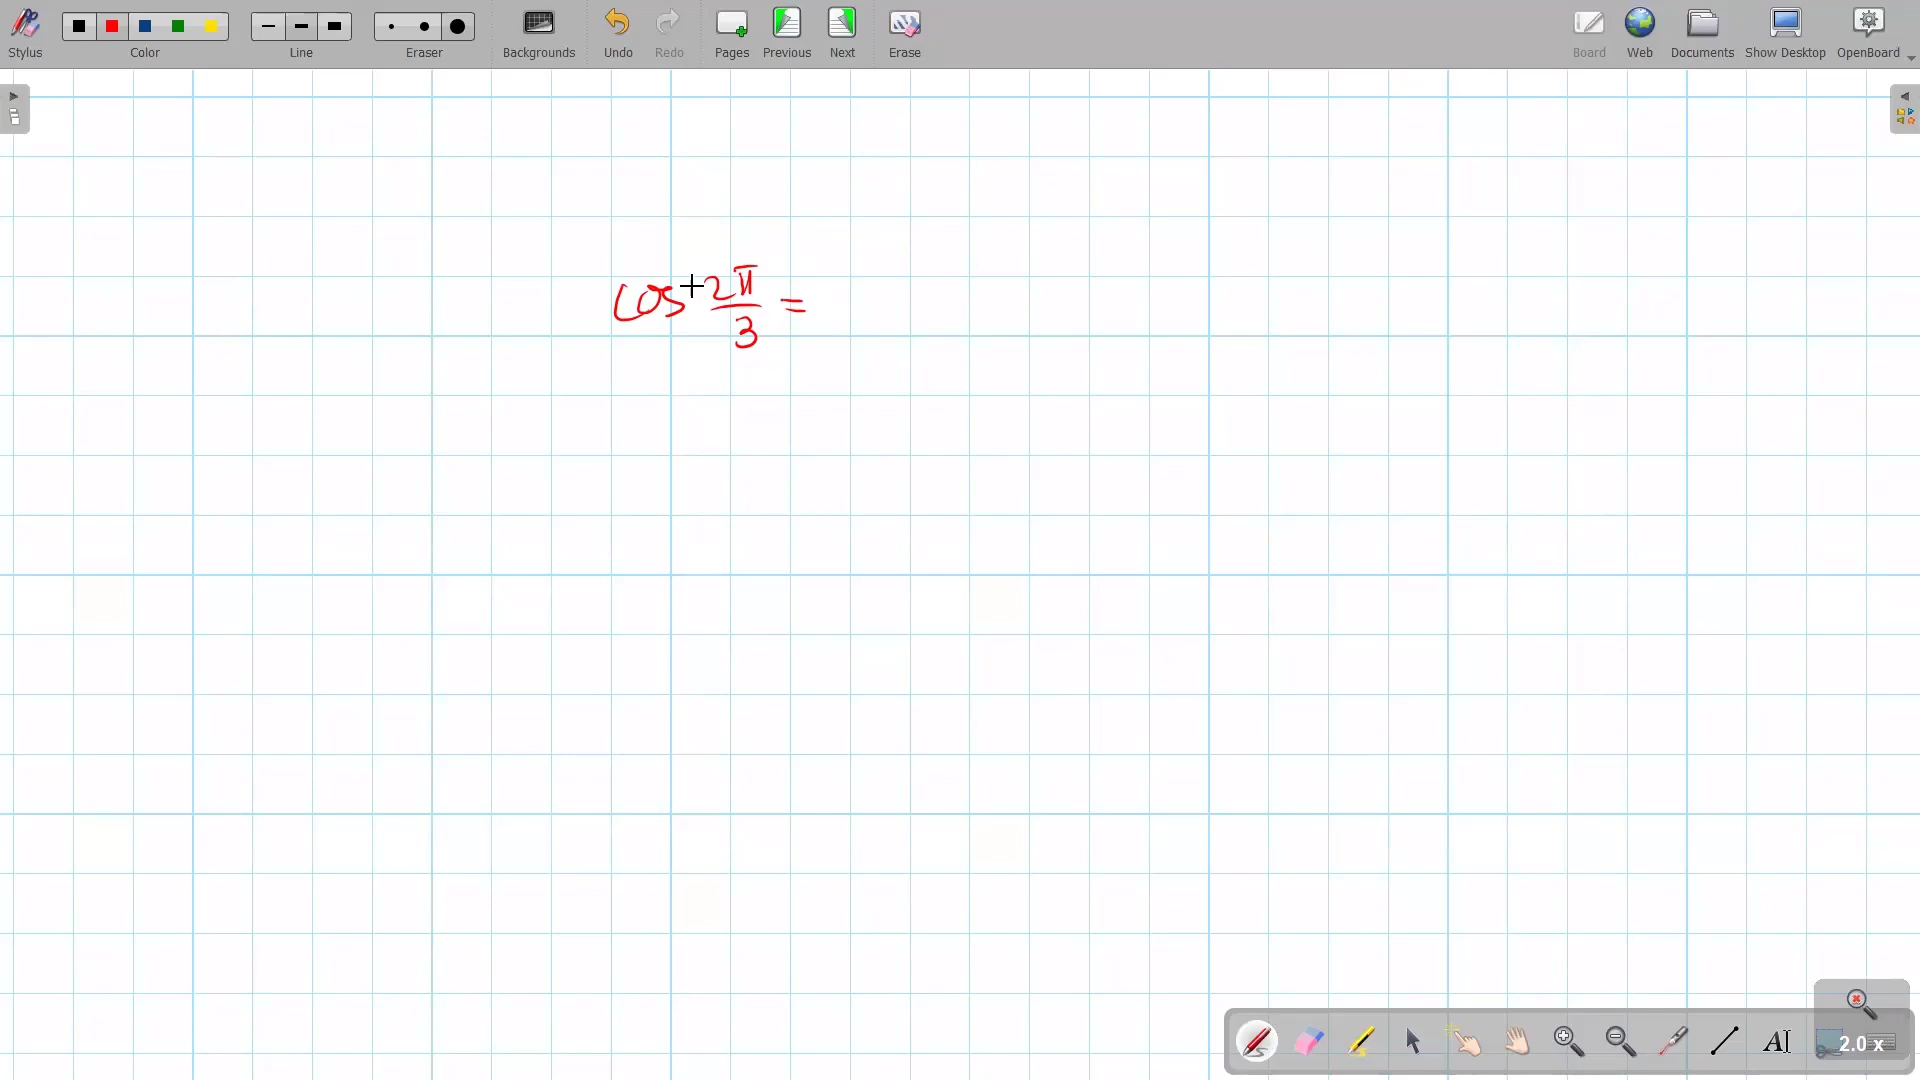 Stylus Color Line Eraser Backgrounds Undo Redo Pages Previous Next Erase Board Web Documents Show Desktop OpenBoard
cos 2π/3 =
AI 2.0 x